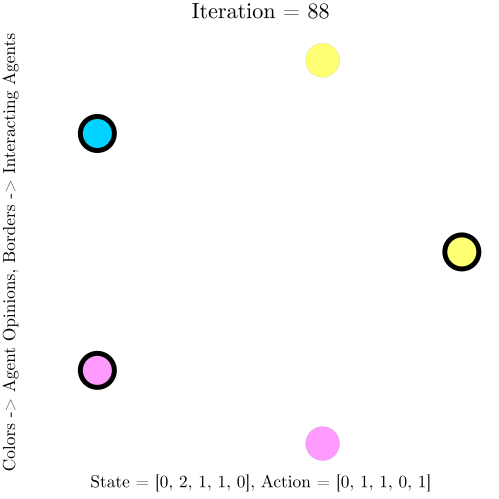 Iteration = 88
Colors -> Agent Opinions, Borders -> Interacting Agents
State = [0, 2, 1, 1, 0], Action = [0, 1, 1, 0, 1]